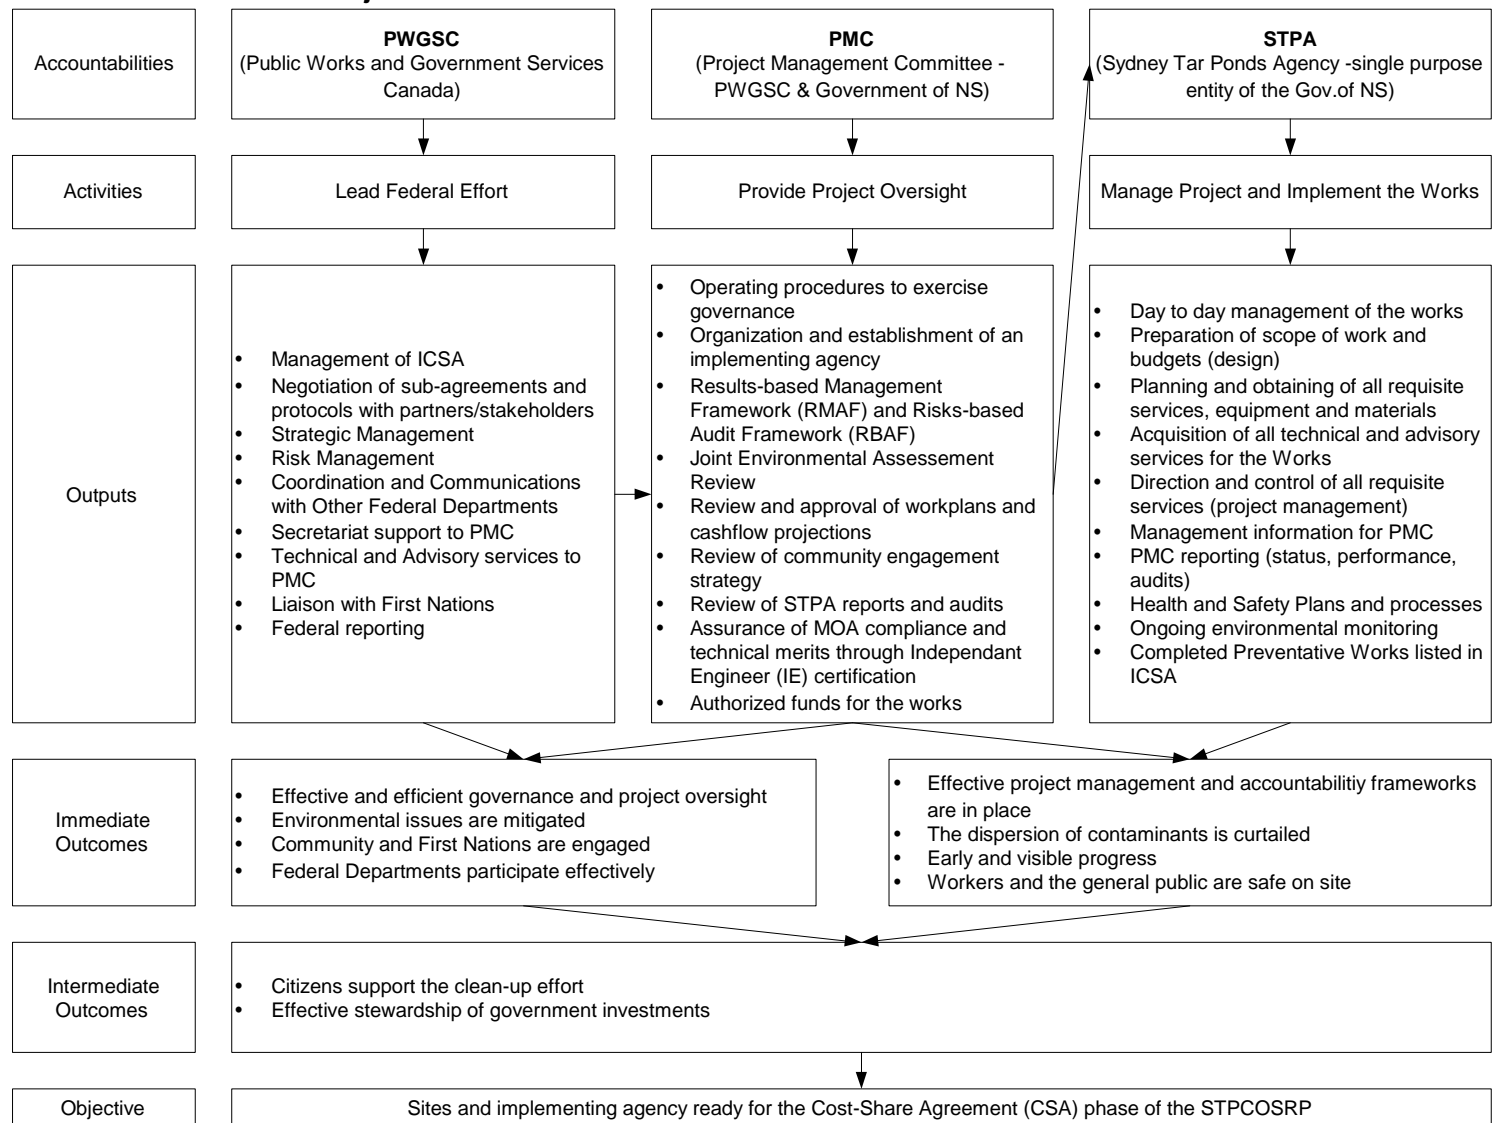 Accountabilities
PWGSC
(Public Works and Government Services
Canada)
PMC
(Project Management Committee -
PWGSC & Government of NS)
STPA
(Sydney Tar Ponds Agency -single purpose
entity of the Gov.of NS)
Activities
Lead Federal Effort
Provide Project Oversight
Manage Project and Implement the Works
Outputs
• Management of ICSA
• Negotiation of sub-agreements and
protocols with partners/stakeholders
• Strategic Management
• Risk Management
• Coordination and Communications
with Other Federal Departments
• Secretariat support to PMC
• Technical and Advisory services to
PMC
• Liaison with First Nations
• Federal reporting
• Operating procedures to exercise
governance
• Organization and establishment of an
implementing agency
• Results-based Management
Framework (RMAF) and Risks-based
Audit Framework (RBAF)
• Joint Environmental Assessement
Review
• Review and approval of workplans and
cashflow projections
• Review of community engagement
strategy
• Review of STPA reports and audits
• Assurance of MOA compliance and
technical merits through Independant
Engineer (IE) certification
• Authorized funds for the works
• Day to day management of the works
• Preparation of scope of work and
budgets (design)
• Planning and obtaining of all requisite
services, equipment and materials
• Acquisition of all technical and advisory
services for the Works
• Direction and control of all requisite
services (project management)
• Management information for PMC
• PMC reporting (status, performance,
audits)
• Health and Safety Plans and processes
• Ongoing environmental monitoring
• Completed Preventative Works listed in
ICSA
Immediate
Outcomes
• Effective and efficient governance and project oversight
• Environmental issues are mitigated
• Community and First Nations are engaged
• Federal Departments participate effectively
• Effective project management and accountabilitiy frameworks
are in place
• The dispersion of contaminants is curtailed
• Early and visible progress
• Workers and the general public are safe on site
Intermediate
Outcomes
• Citizens support the clean-up effort
• Effective stewardship of government investments
Objective
Sites and implementing agency ready for the Cost-Share Agreement (CSA) phase of the STPCOSRP